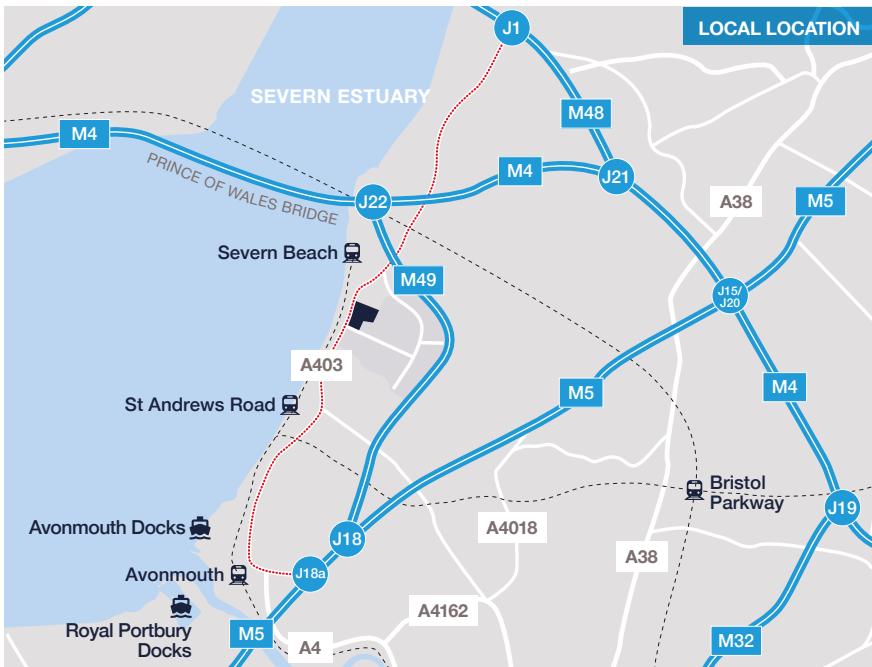 J1
LOCAL LOCATION
SEVERN ESTUARY
M48
M4
M4
J21
PRINCE OF WALES BRIDGE
J22
A38
M5
Severn Beach
M49
J15/
J20
A403
M5
M4
St Andrews Road
Bristol
Parkway
J19
Avonmouth Docks
J18
A4018
A38
Avonmouth
J18a
A4162
Royal Portbury
Docks
M5
A4
M32